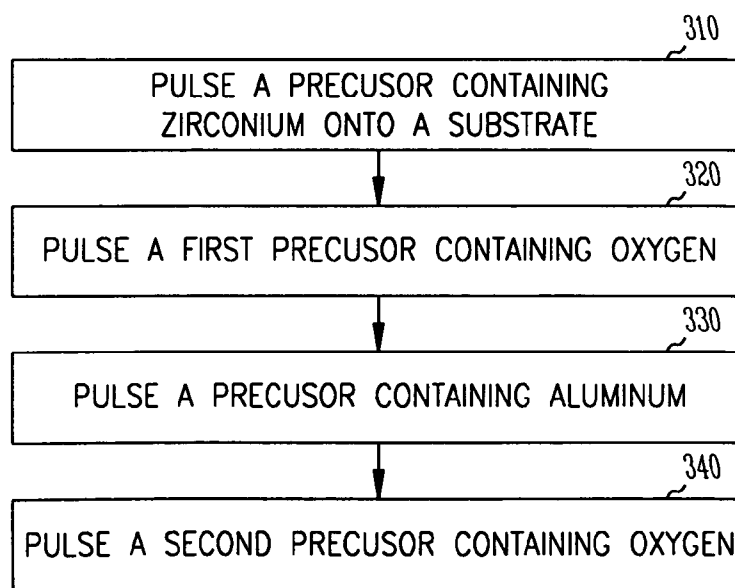 310
PULSE A PRECUSOR CONTAINING
ZIRCONIUM ONTO A SUBSTRATE
320
PULSE A FIRST PRECUSOR CONTAINING OXYGEN
330
PULSE A PRECUSOR CONTAINING ALUMINUM
340
PULSE A SECOND PRECUSOR CONTAINING OXYGEN